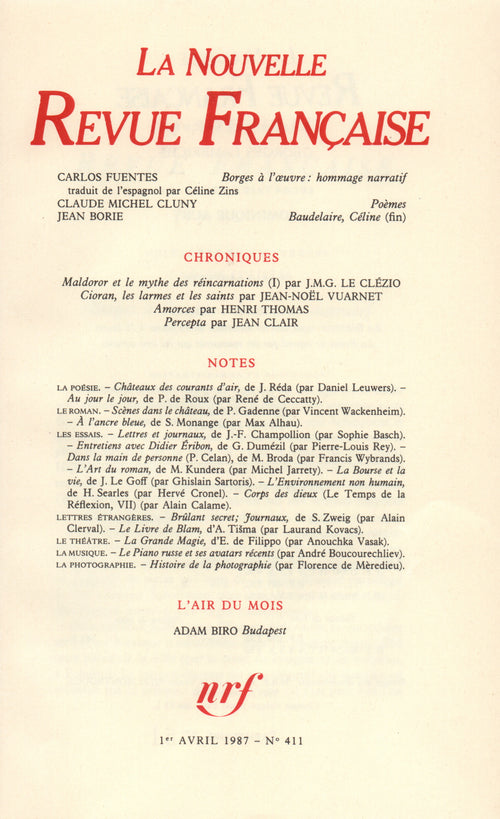 LA NOUVELLE
REVUE FRANÇAISE
CARLOS FUENTES Borges à l'œuvre : hommage narratif
traduit de l'espagnol par Céline Zins
CLAUDE MICHEL CLUNY Poèmes
JEAN BORIE Baudelaire, Céline (fin)
CHRONIQUES
Maldoror et le mythe des réincarnations (I) par J.M.G. LE CLÉZIO
Cioran, les larmes et les saints par JEAN-NOËL VUARNET
Amorces par HENRI THOMAS
Percepta par JEAN CLAIR
NOTES
LA POÉSIE. – Châteaux des courants d'air, de J. Réda (par Daniel Leuwers). –
Au jour le jour, de P. de Roux (par René de Ceccatty).
LE ROMAN. – Scènes dans le château, de P. Gadenne (par Vincent Wackenheim).
– À l'ancre bleue, de S. Monange (par Max Alhau).
LES ESSAIS. – Lettres et journaux, de J.-F. Champollion (par Sophie Basch).
– Entretiens avec Didier Éribon, de G. Dumézil (par Pierre-Louis Rey). –
Dans la main de personne (P. Celan), de M. Broda (par Francis Wybrands).
– L'Art du roman, de M. Kundera (par Michel Jarrety). – La Bourse et la
vie, de J. Le Goff (par Ghislain Sartoris). – L'Environnement non humain,
de H. Searles (par Hervé Cronel). – Corps des dieux (Le Temps de la
Réflexion, VII) (par Alain Calame).
LETTRES ÉTRANGÈRES. – Brûlant secret; Journaux, de S. Zweig (par Alain
Clerval). – Le Livre de Blam, d'A. Tišma (par Laurand Kovacs).
LE THÉÂTRE. – La Grande Magie, d'E. de Filippo (par Anouchka Vasak).
LA MUSIQUE. – Le Piano russe et ses avatars récents (par André Boucourechliev).
LA PHOTOGRAPHIE. – Histoire de la photographie (par Florence de Mèredieu).
L'AIR DU MOIS
ADAM BIRO Budapest
nrf
1er AVRIL 1987 – No 411